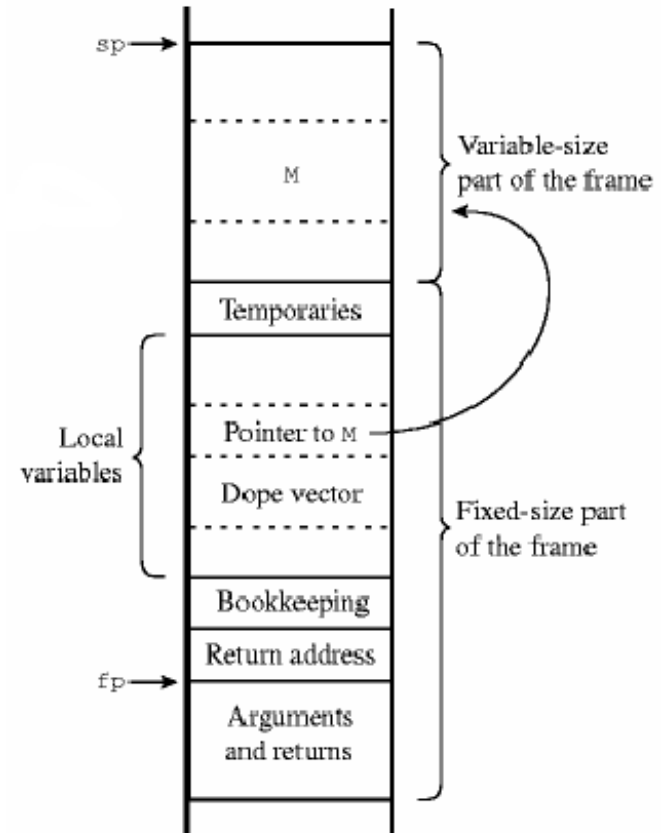 sp
M
Variable-size
part of the frame
Temporaries
Local
variables
Pointer to M
Dope vector
Fixed-size part
of the frame
Bookkeeping
Return address
fp
Arguments
and returns